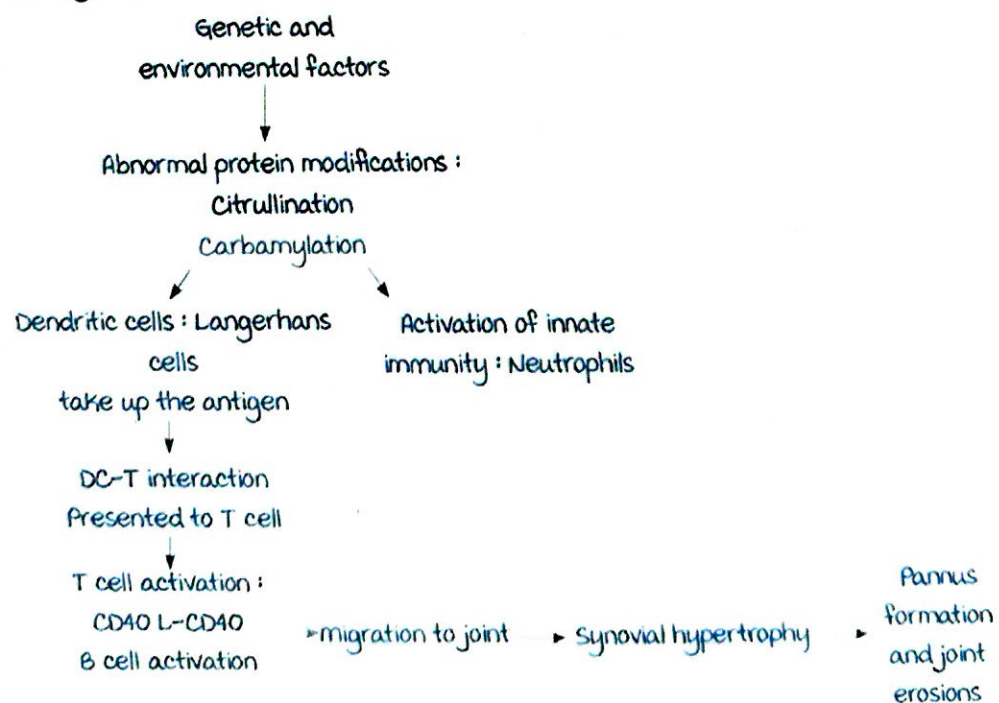 Genetic and
environmental factors
Abnormal protein modifications :
Citrullination
Carbamylation
Dendritic cells : Langerhans
cells
take up the antigen
Activation of innate
immunity : Neutrophils
DC-T interaction
Presented to T cell
T cell activation :
CD40 L-CD40
B cell activation
migration to joint
Synovial hypertrophy
Pannus
formation
and joint
erosions